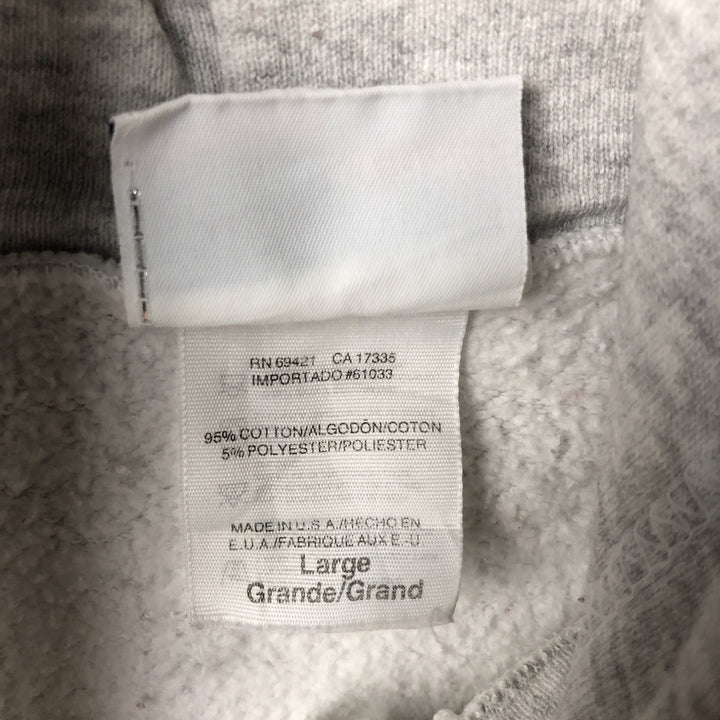 RN 69421 CA 17335
IMPORTADO #61033
95% COTTON/ALGODÓN/COTON
5% POLYESTER/POLIESTER
MADE IN U.S.A./HECHO EN
E.U.A./FABRIQUE AUX E.-U
Large
Grande/Grand